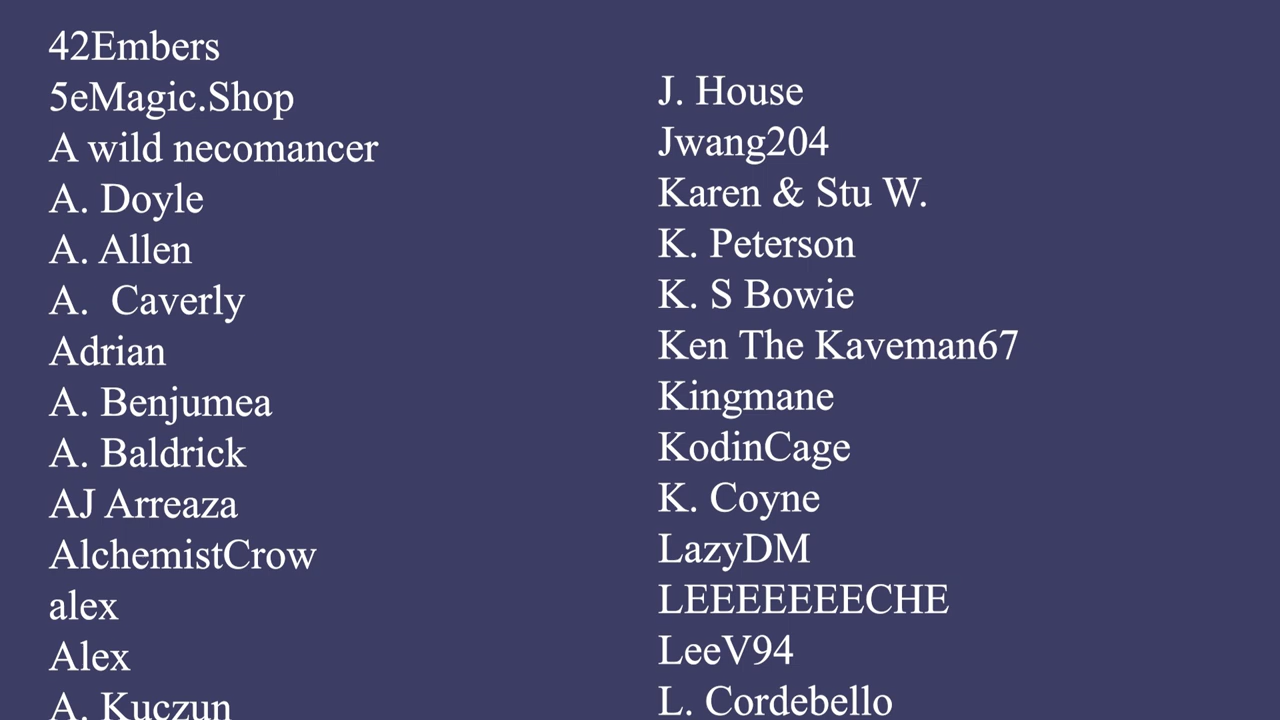 42Embers
5eMagic.Shop
A wild necomancer
A. Doyle
A. Allen
A.  Caverly
Adrian
A. Benjumea
A. Baldrick
AJ Arreaza
AlchemistCrow
alex
Alex
A. Kuczun
J. House
Jwang204
Karen & Stu W.
K. Peterson
K. S Bowie
Ken The Kaveman67
Kingmane
KodinCage
K. Coyne
LazyDM
LEEEEEEECHE
LeeV94
L. Cordebello